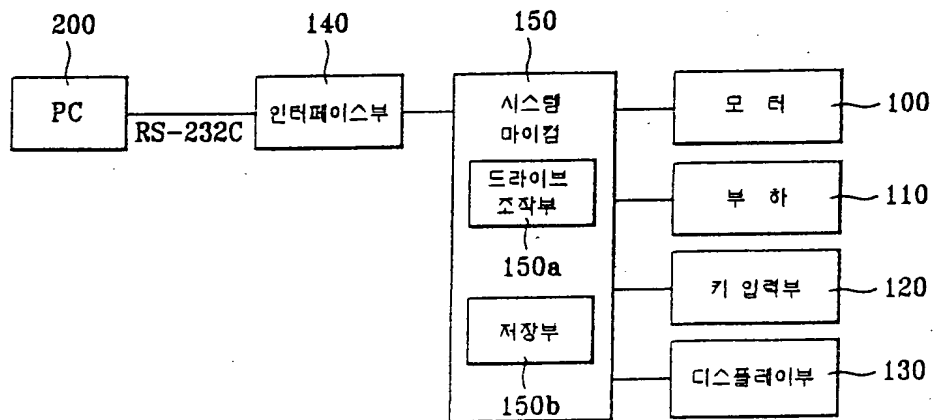 200
140
150
PC
RS-232C
인터페이스부
시스템
마이컴
드라이브
조작부
150a
저장부
150b
모 터
100
부 하
110
키 입력부
120
디스플레이부
130